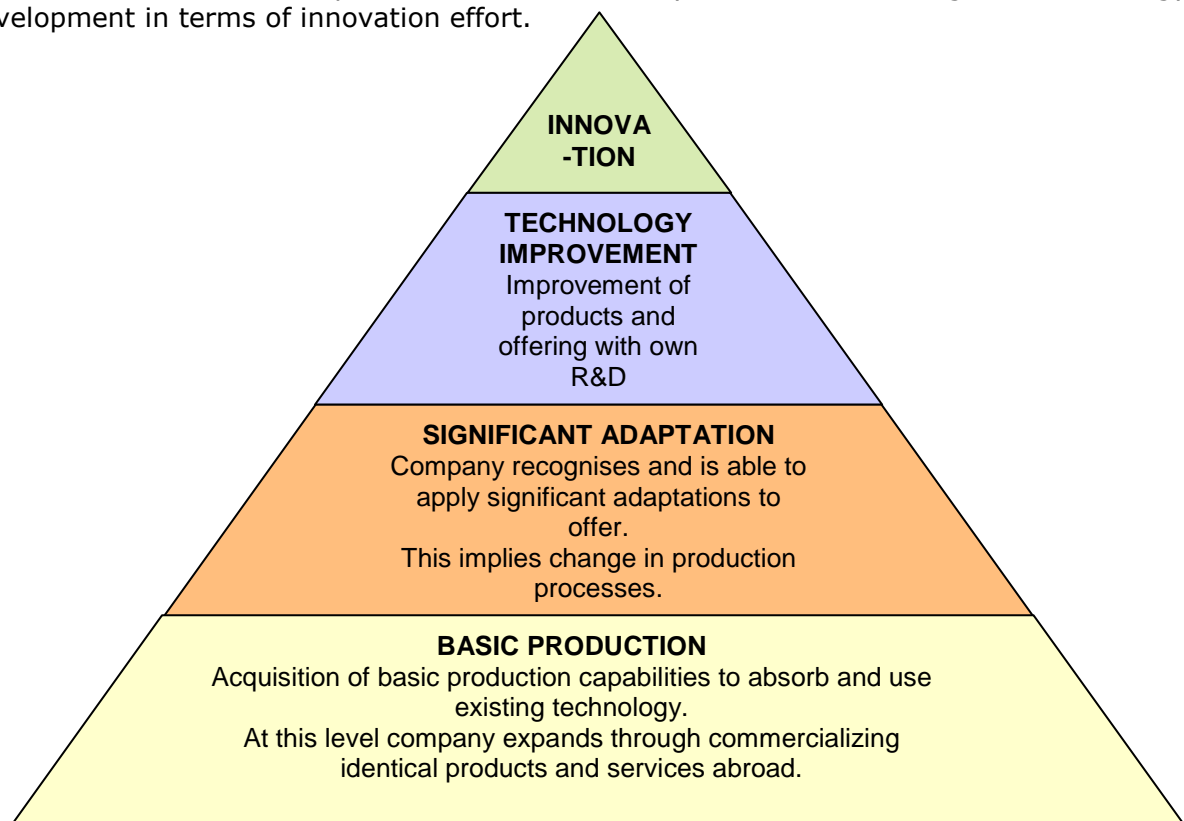 velopment in terms of innovation effort.
INNOVA
-TION
TECHNOLOGY
IMPROVEMENT
Improvement of
products and
offering with own
R&D
SIGNIFICANT ADAPTATION
Company recognises and is able to
apply significant adaptations to
offer.
This implies change in production
processes.
BASIC PRODUCTION
Acquisition of basic production capabilities to absorb and use
existing technology.
At this level company expands through commercializing
identical products and services abroad.